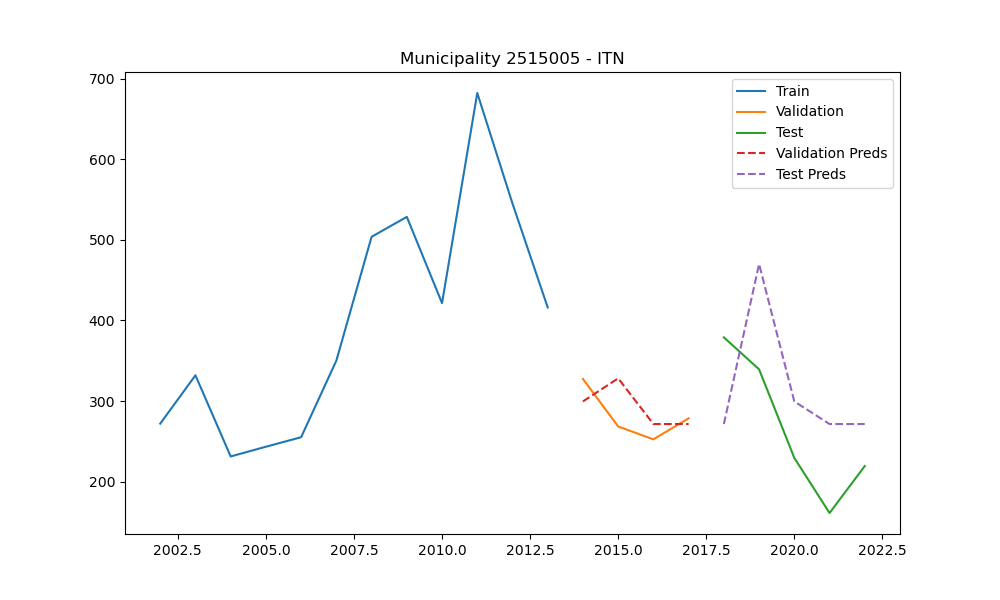 Municipality 2515005 - ITN
700
600
500
400
300
200
Train
Validation
Test
Validation Preds
Test Preds
2002.5 2005.0 2007.5 2010.0 2012.5 2015.0 2017.5 2020.0 2022.5